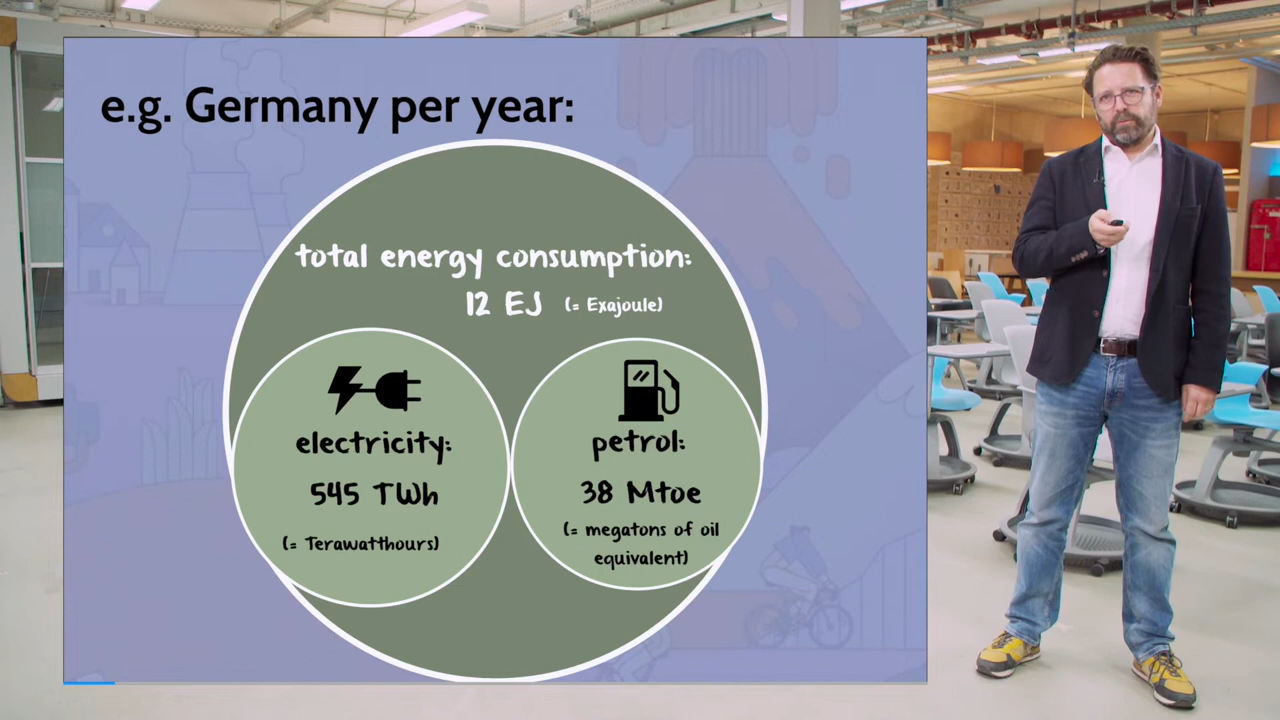 e.g. Germany per year:
total energy consumption:
12 EJ (= Exajoule)
electricity:
545 TWh
(= Terawatthours)
petrol:
38 Mtoe
(= megatons of oil
equivalent)